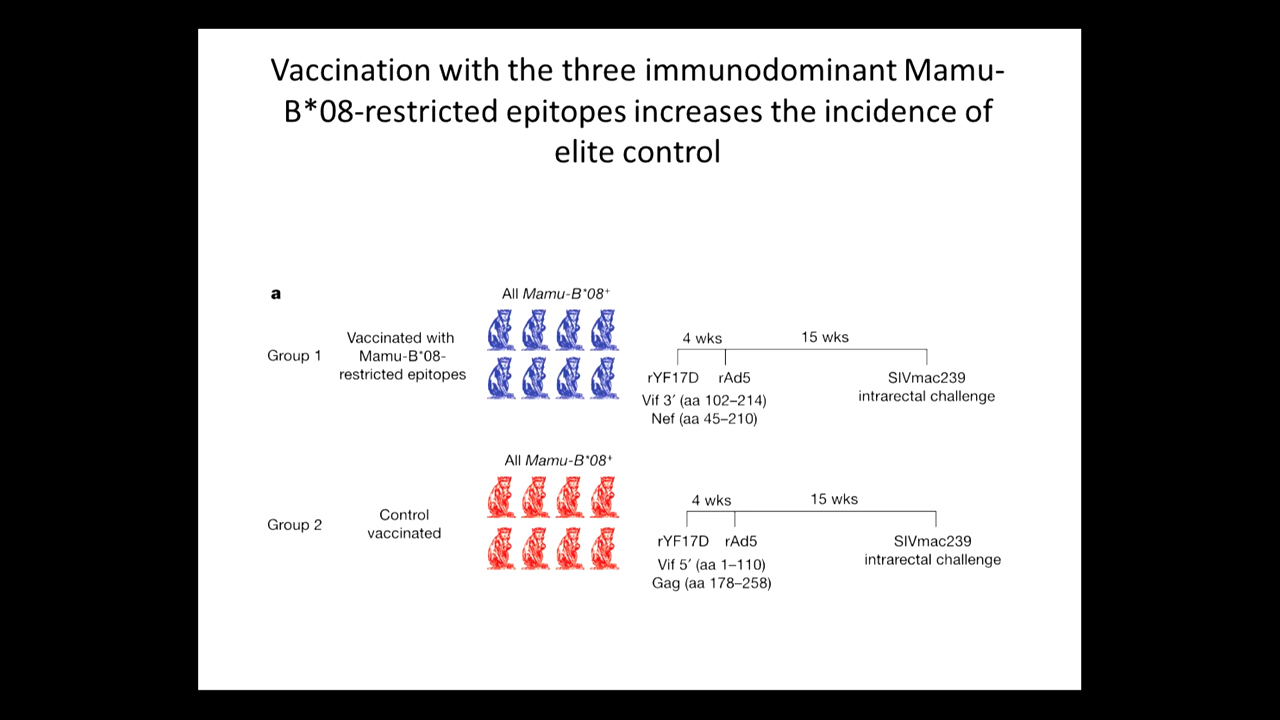 Vaccination with the three immunodominant Mamu-
B*08-restricted epitopes increases the incidence of
elite control
a
All Mamu-B*08+
Group 1
Vaccinated with
Mamu-B*08-
restricted epitopes
4 wks
15 wks
rYF17D
rAd5
SIVmac239
intrarectal challenge
Vif 3′ (aa 102–214)
Nef (aa 45–210)
All Mamu-B*08+
Group 2
Control
vaccinated
4 wks
15 wks
rYF17D
rAd5
SIVmac239
intrarectal challenge
Vif 5′ (aa 1–110)
Gag (aa 178–258)